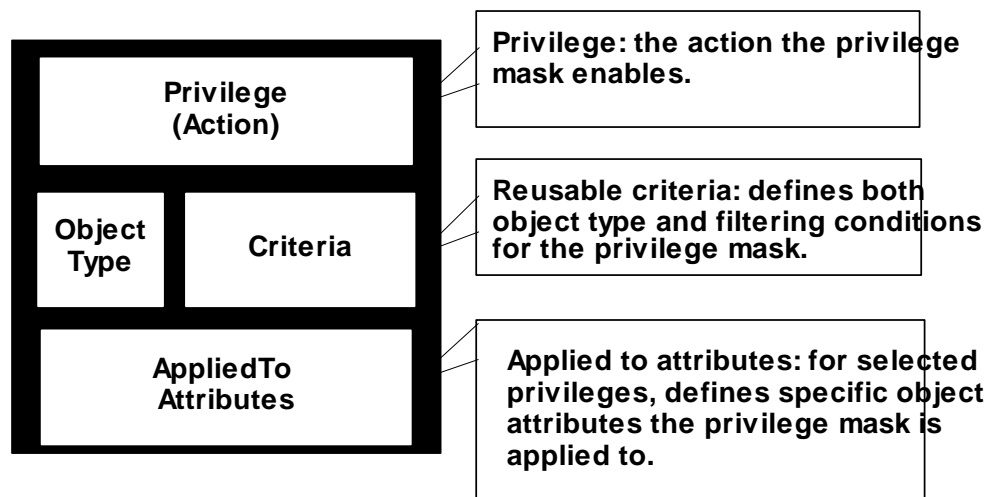 Privilege
(Action)
Privilege: the action the privilege
mask enables.
Object
Type
Criteria
Reusable criteria: defines both
object type and filtering conditions
for the privilege mask.
AppliedTo
Attributes
Applied to attributes: for selected
privileges, defines specific object
attributes the privilege mask is
applied to.